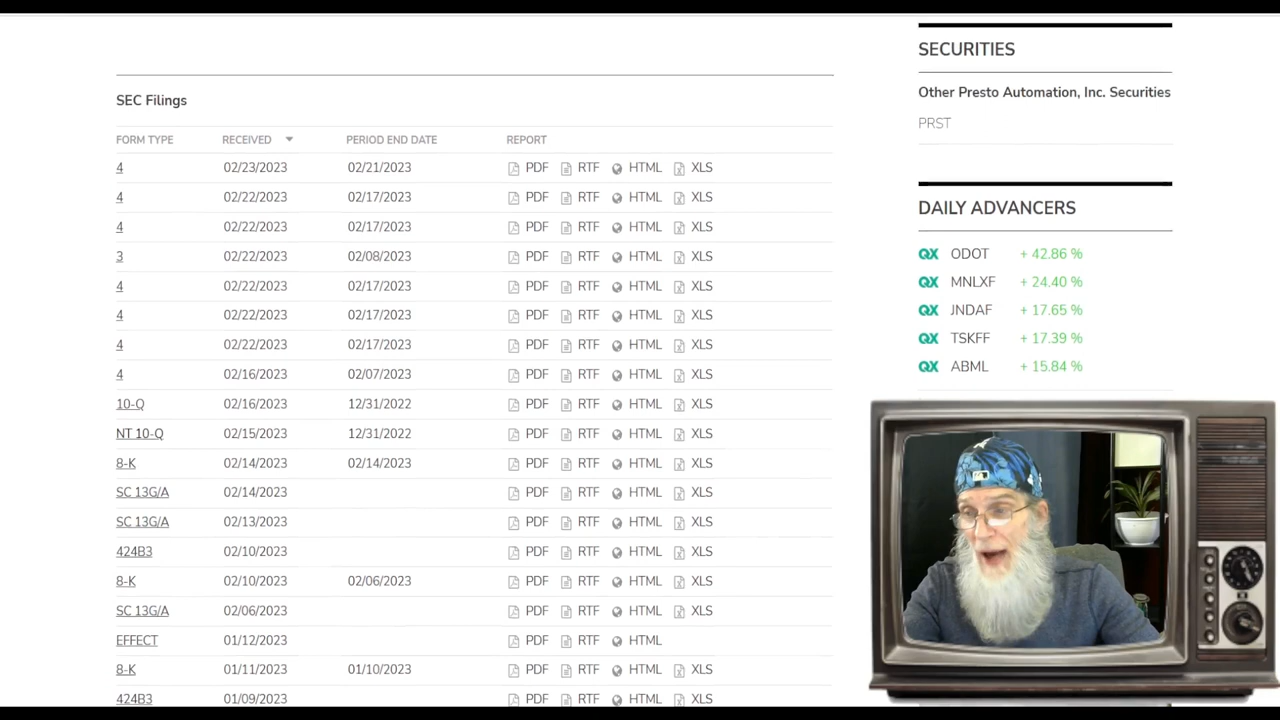 SEC Filings
FORM TYPE RECEIVED PERIOD END DATE REPORT
4 02/23/2023 02/21/2023 PDF RTF HTML XLS
4 02/22/2023 02/17/2023 PDF RTF HTML XLS
4 02/22/2023 02/17/2023 PDF RTF HTML XLS
3 02/22/2023 02/08/2023 PDF RTF HTML XLS
4 02/22/2023 02/17/2023 PDF RTF HTML XLS
4 02/22/2023 02/17/2023 PDF RTF HTML XLS
4 02/22/2023 02/17/2023 PDF RTF HTML XLS
4 02/16/2023 02/07/2023 PDF RTF HTML XLS
10-Q 02/16/2023 12/31/2022 PDF RTF HTML XLS
NT 10-Q 02/15/2023 12/31/2022 PDF RTF HTML XLS
8-K 02/14/2023 02/14/2023 PDF RTF HTML XLS
SC 13G/A 02/14/2023 PDF RTF HTML XLS
SC 13G/A 02/13/2023 PDF RTF HTML XLS
424B3 02/10/2023 PDF RTF HTML XLS
8-K 02/10/2023 02/06/2023 PDF RTF HTML XLS
SC 13G/A 02/06/2023 PDF RTF HTML XLS
EFFECT 01/12/2023 PDF RTF HTML
8-K 01/11/2023 01/10/2023 PDF RTF HTML XLS
424B3 01/09/2023 PDF RTF HTML XLS
SECURITIES
Other Presto Automation, Inc. Securities
PRST
DAILY ADVANCERS
QX ODOT + 42.86 %
QX MNLXF + 24.40 %
QX JNDAF + 17.65 %
QX TSKFF + 17.39 %
QX ABML + 15.84 %